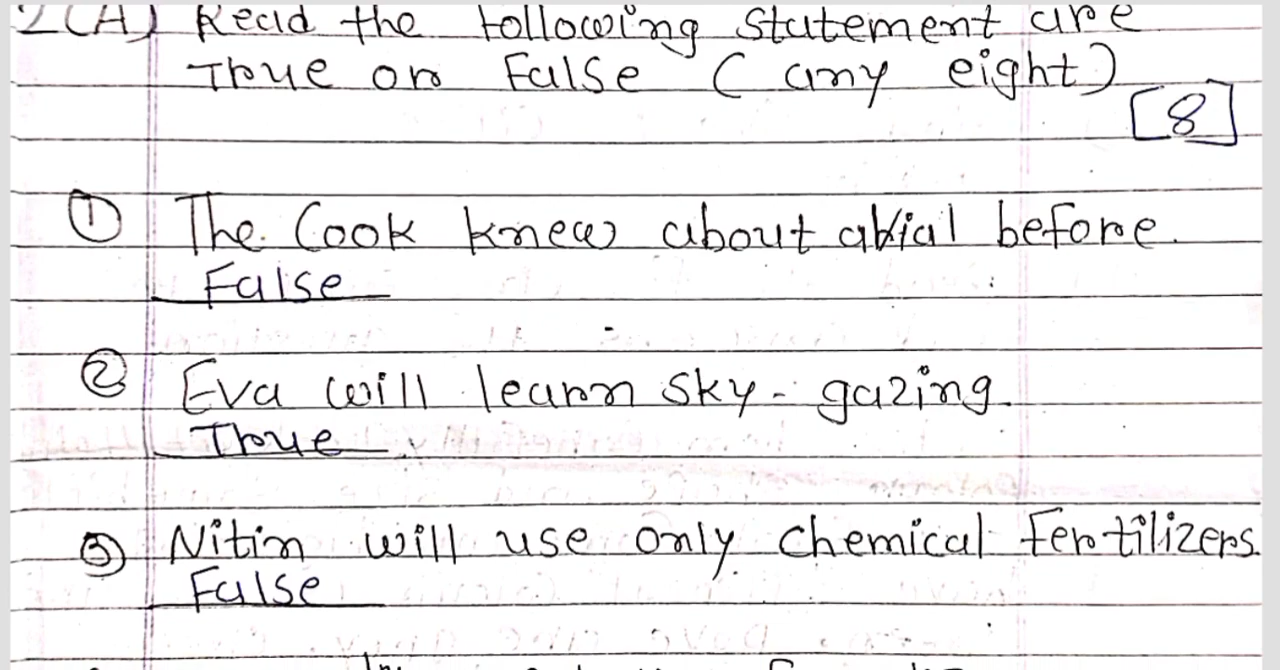 2(A) Read the following statement are
True or False (any eight)
[8]
① The Cook knew about akial before.
False
② Eva will learn sky-gazing.
True
③ Nitin will use only chemical fertilizers.
False